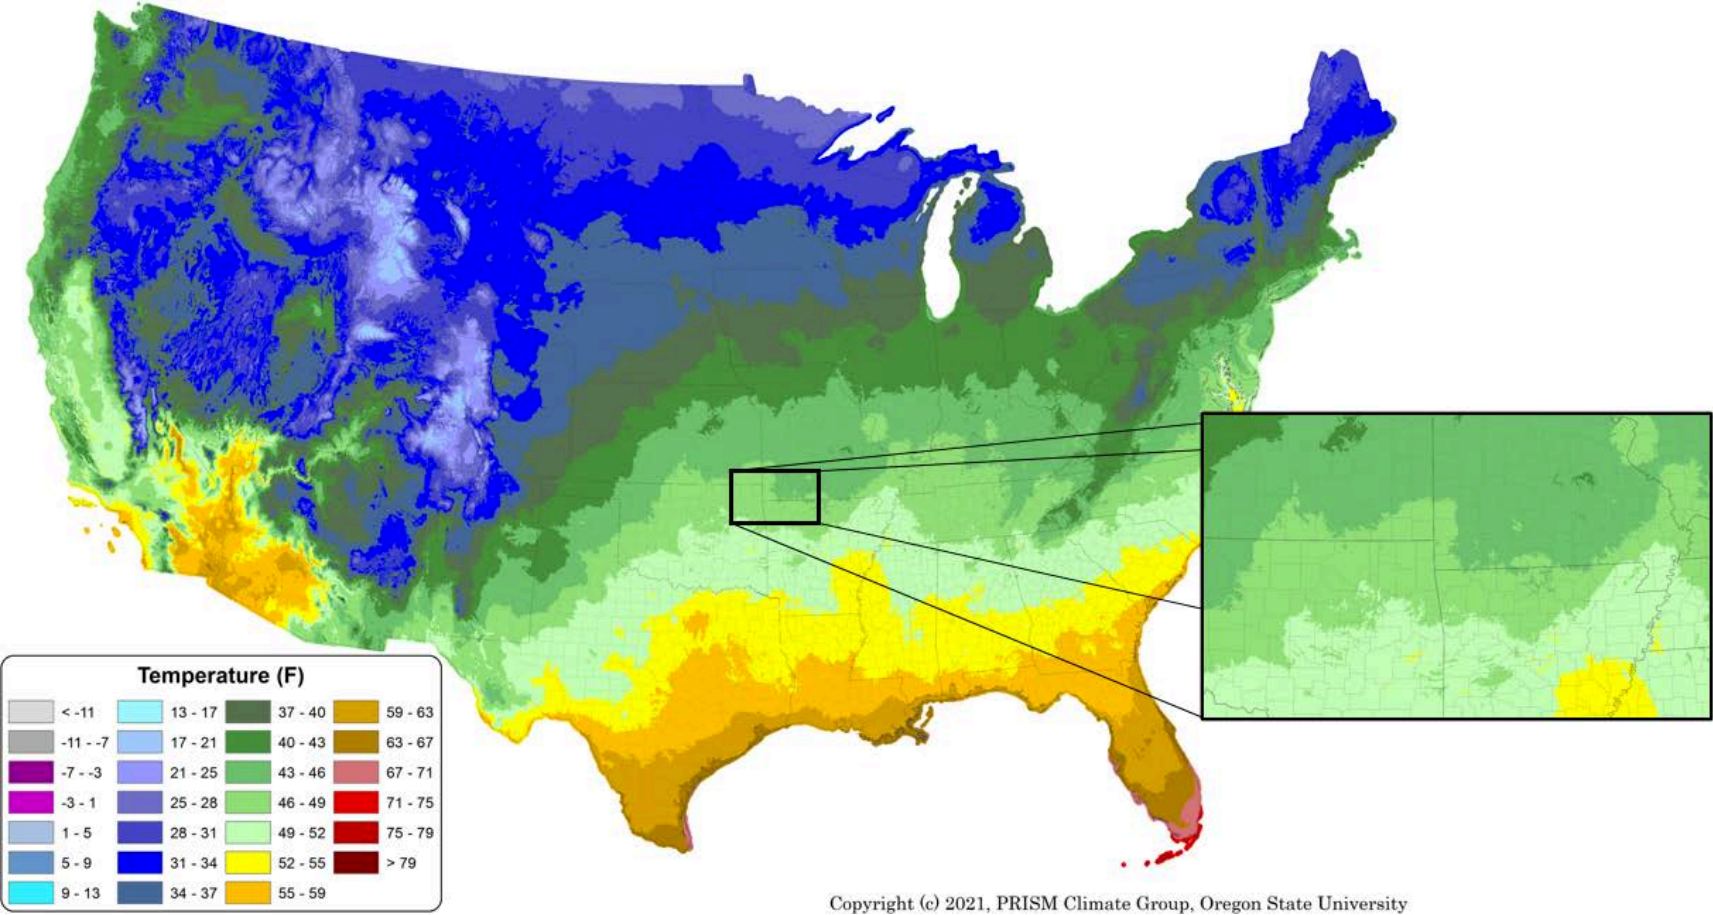 Temperature (F)
< -11 13 - 17 37 - 40 59 - 63
-11 - -7 17 - 21 40 - 43 63 - 67
-7 - -3 21 - 25 43 - 46 67 - 71
-3 - 1 25 - 28 46 - 49 71 - 75
1 - 5 28 - 31 49 - 52 75 - 79
5 - 9 31 - 34 52 - 55 > 79
9 - 13 34 - 37 55 - 59
Copyright (c) 2021, PRISM Climate Group, Oregon State University